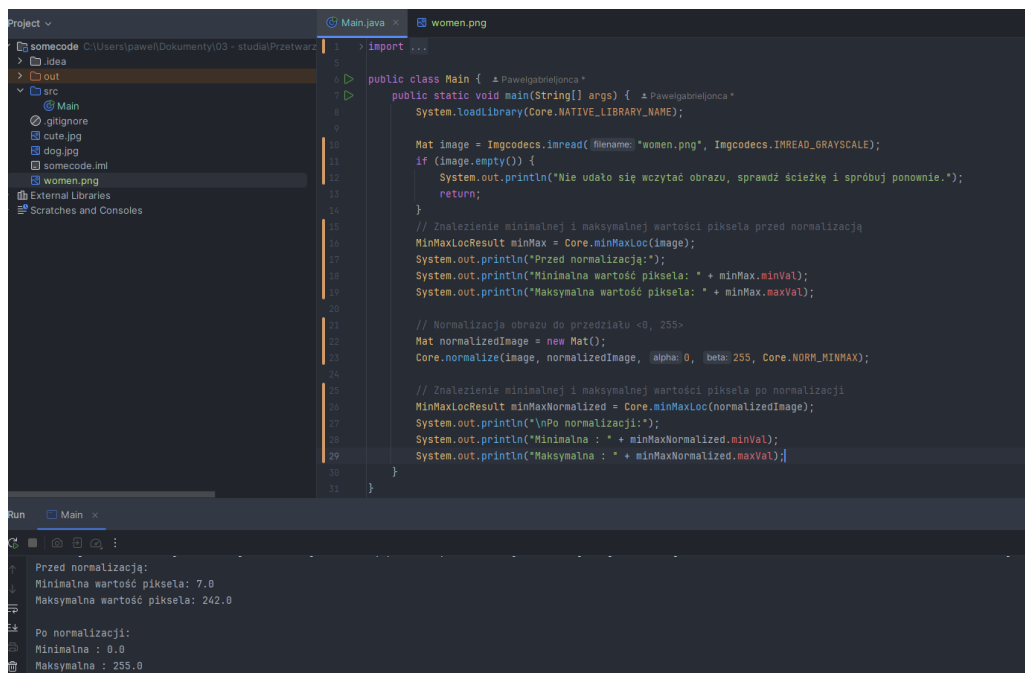 Project
Main.java
women.png
somecode C:\Users\pawel\Dokumenty\03 - studia\Przetwarz
.idea
out
src
Main
.gitignore
cute.jpg
dog.jpg
somecode.iml
women.png
External Libraries
Scratches and Consoles
1 import ...
5
6 public class Main { Pawelgabrieljonca *
7 public static void main(String[] args) { Pawelgabrieljonca *
8 System.loadLibrary(Core.NATIVE_LIBRARY_NAME);
9
10 Mat image = Imgcodecs.imread( filename: "women.png", Imgcodecs.IMREAD_GRAYSCALE);
11 if (image.empty()) {
12 System.out.println("Nie udało się wczytać obrazu, sprawdź ścieżkę i spróbuj ponownie.");
13 return;
14 }
15 // Znalezienie minimalnej i maksymalnej wartości piksela przed normalizacją
16 MinMaxLocResult minMax = Core.minMaxLoc(image);
17 System.out.println("Przed normalizacją:");
18 System.out.println("Minimalna wartość piksela: " + minMax.minVal);
19 System.out.println("Maksymalna wartość piksela: " + minMax.maxVal);
20
21 // Normalizacja obrazu do przedziału <0, 255>
22 Mat normalizedImage = new Mat();
23 Core.normalize(image, normalizedImage, alpha: 0, beta: 255, Core.NORM_MINMAX);
24
25 // Znalezienie minimalnej i maksymalnej wartości piksela po normalizacji
26 MinMaxLocResult minMaxNormalized = Core.minMaxLoc(normalizedImage);
27 System.out.println("\nPo normalizacji:");
28 System.out.println("Minimalna : " + minMaxNormalized.minVal);
29 System.out.println("Maksymalna : " + minMaxNormalized.maxVal);
30 }
31 }
Run Main
Przed normalizacją:
Minimalna wartość piksela: 7.0
Maksymalna wartość piksela: 242.0
Po normalizacji:
Minimalna : 0.0
Maksymalna : 255.0